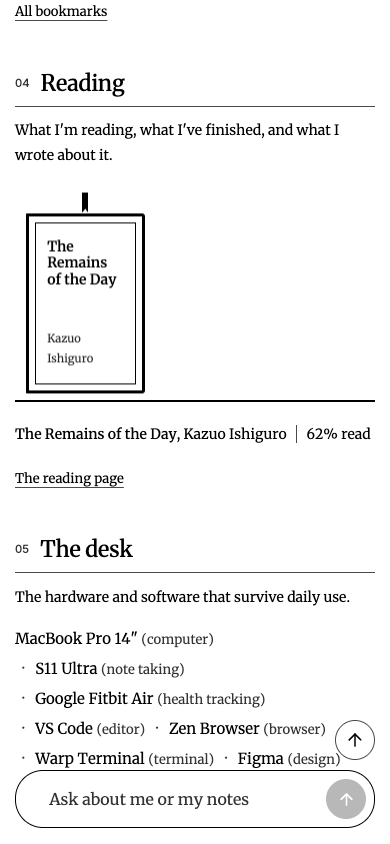 All bookmarks
04 Reading
What I'm reading, what I've finished, and what I
wrote about it.
The
Remains
of the Day
Kazuo
Ishiguro
The Remains of the Day, Kazuo Ishiguro | 62% read
The reading page
05 The desk
The hardware and software that survive daily use.
MacBook Pro 14″ (computer)
· S11 Ultra (note taking)
· Google Fitbit Air (health tracking)
· VS Code (editor) · Zen Browser (browser)
· Warp Terminal (terminal) · Figma (design)
Ask about me or my notes